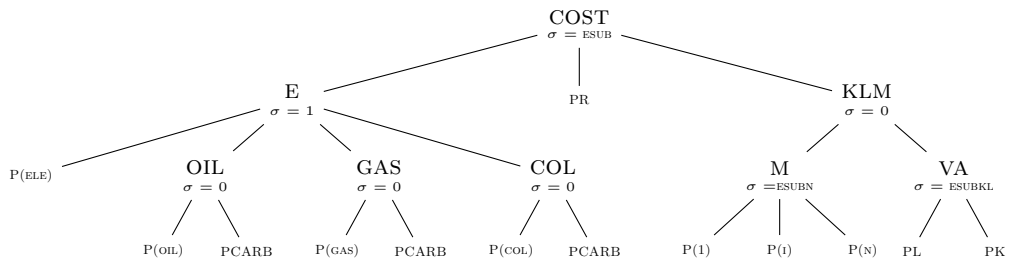 COST
σ = ESUB
E
σ = 1
PR
KLM
σ = 0
P(ELE)
OIL
σ = 0
GAS
σ = 0
COL
σ = 0
M
σ =ESUBN
VA
σ = ESUBKL
P(OIL) PCARB P(GAS) PCARB P(COL) PCARB P(1) P(I) P(N) PL PK